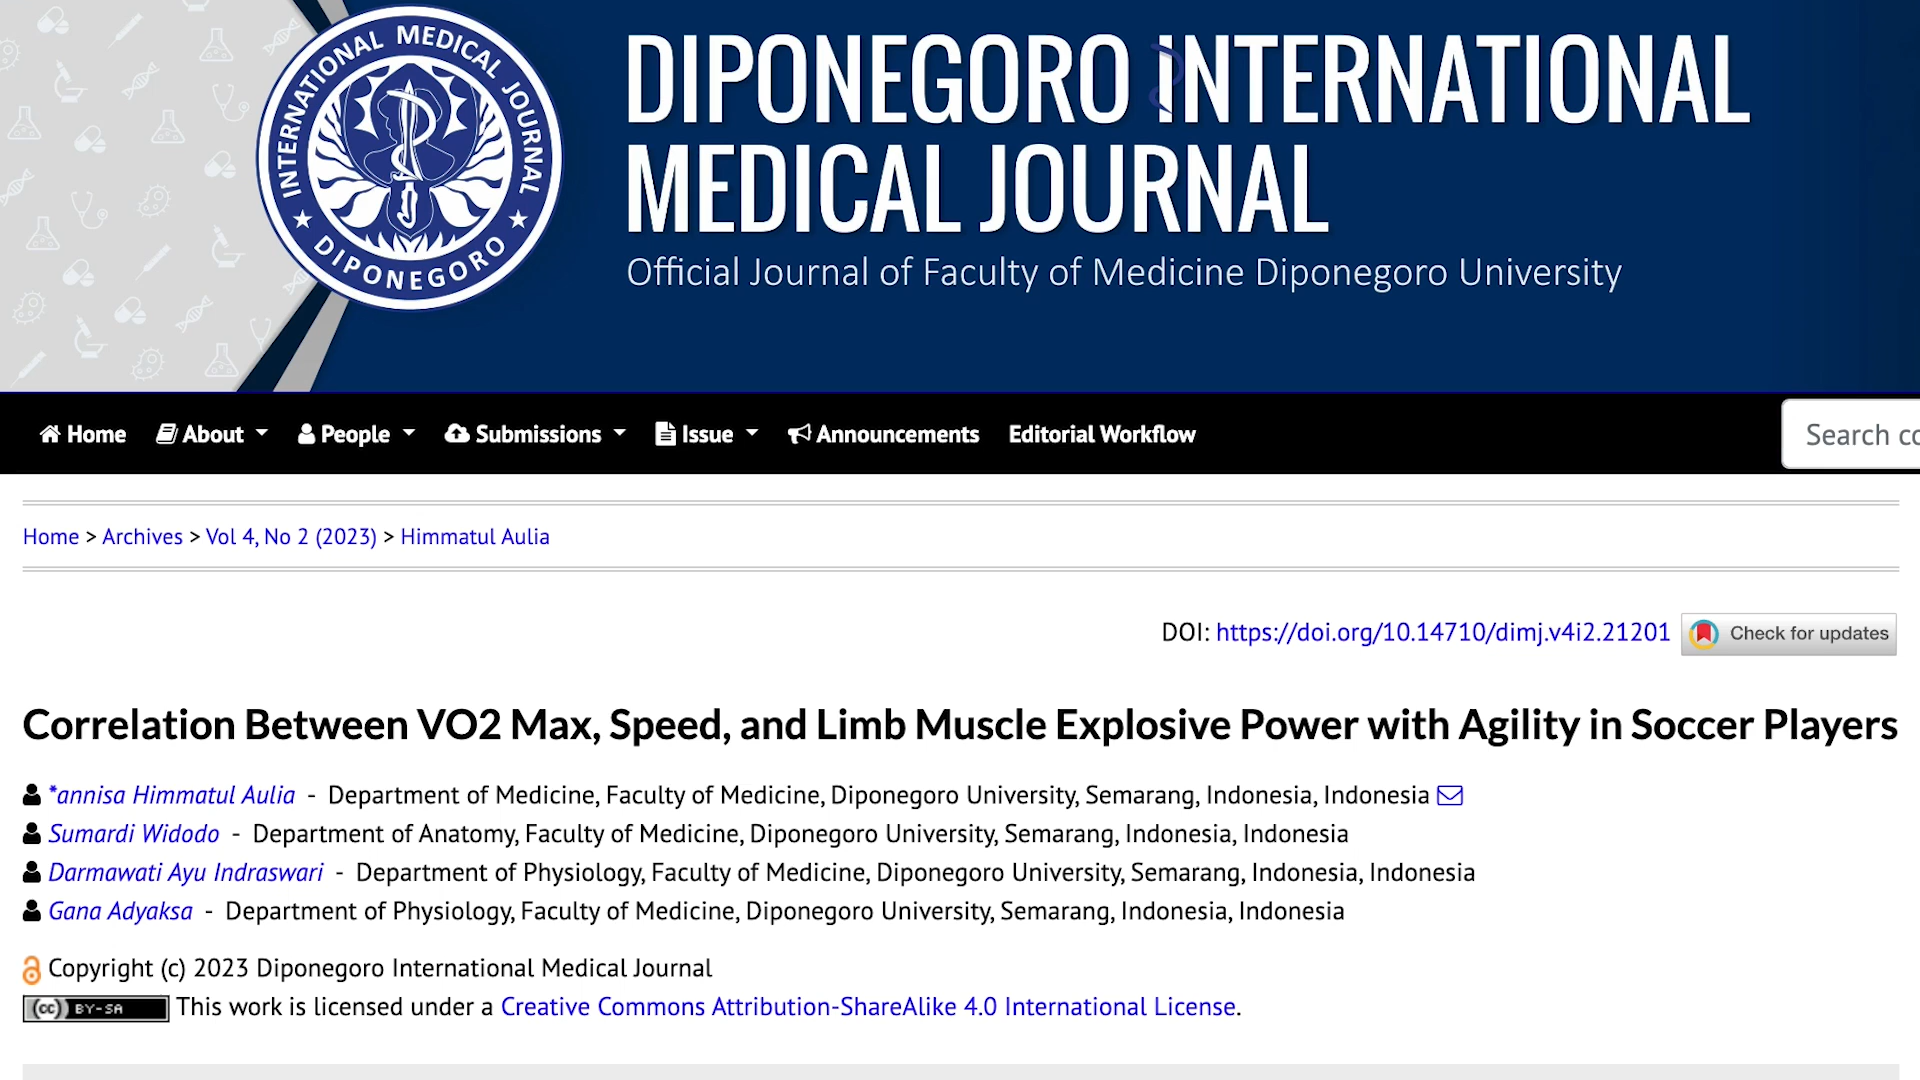 INTERNATIONAL MEDICAL JOURNAL
DIPONEGORO
DIPONEGORO INTERNATIONAL
MEDICAL JOURNAL
Official Journal of Faculty of Medicine Diponegoro University
Home About People Submissions Issue Announcements Editorial Workflow Search co
Home > Archives > Vol 4, No 2 (2023) > Himmatul Aulia
DOI: https://doi.org/10.14710/dimj.v4i2.21201 Check for updates
Correlation Between VO2 Max, Speed, and Limb Muscle Explosive Power with Agility in Soccer Players
*annisa Himmatul Aulia - Department of Medicine, Faculty of Medicine, Diponegoro University, Semarang, Indonesia, Indonesia
Sumardi Widodo - Department of Anatomy, Faculty of Medicine, Diponegoro University, Semarang, Indonesia, Indonesia
Darmawati Ayu Indraswari - Department of Physiology, Faculty of Medicine, Diponegoro University, Semarang, Indonesia, Indonesia
Gana Adyaksa - Department of Physiology, Faculty of Medicine, Diponegoro University, Semarang, Indonesia, Indonesia
Copyright (c) 2023 Diponegoro International Medical Journal
cc BY-SA This work is licensed under a Creative Commons Attribution-ShareAlike 4.0 International License.